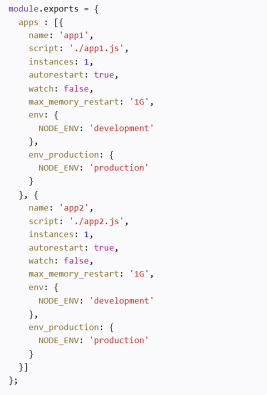 module.exports = {
  apps : [{
    name: 'app1',
    script: './app1.js',
    instances: 1,
    autorestart: true,
    watch: false,
    max_memory_restart: '1G',
    env: {
      NODE_ENV: 'development'
    },
    env_production: {
      NODE_ENV: 'production'
    }
  }, {
    name: 'app2',
    script: './app2.js',
    instances: 1,
    autorestart: true,
    watch: false,
    max_memory_restart: '1G',
    env: {
      NODE_ENV: 'development'
    },
    env_production: {
      NODE_ENV: 'production'
    }
  }]
};